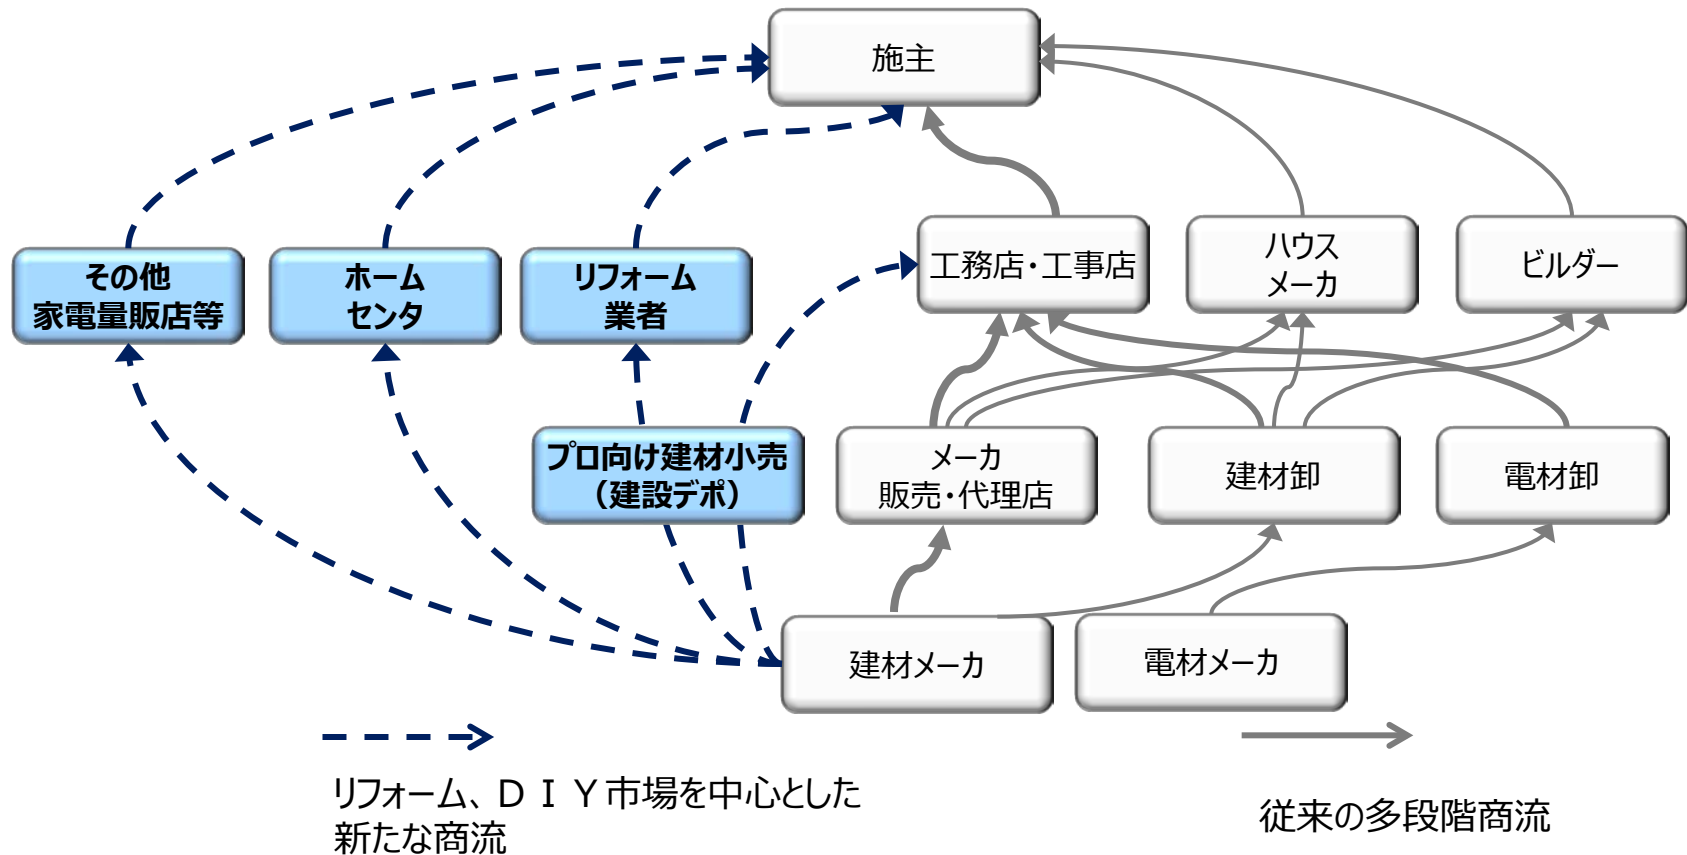 施主
その他
家電量販店等
ホーム
センタ
リフォーム
業者
工務店・工事店
ハウス
メーカ
ビルダー
プロ向け建材小売
（建設デポ）
メーカ
販売・代理店
建材卸
電材卸
建材メーカ
電材メーカ
リフォーム、ＤＩＹ市場を中心とした
新たな商流
従来の多段階商流